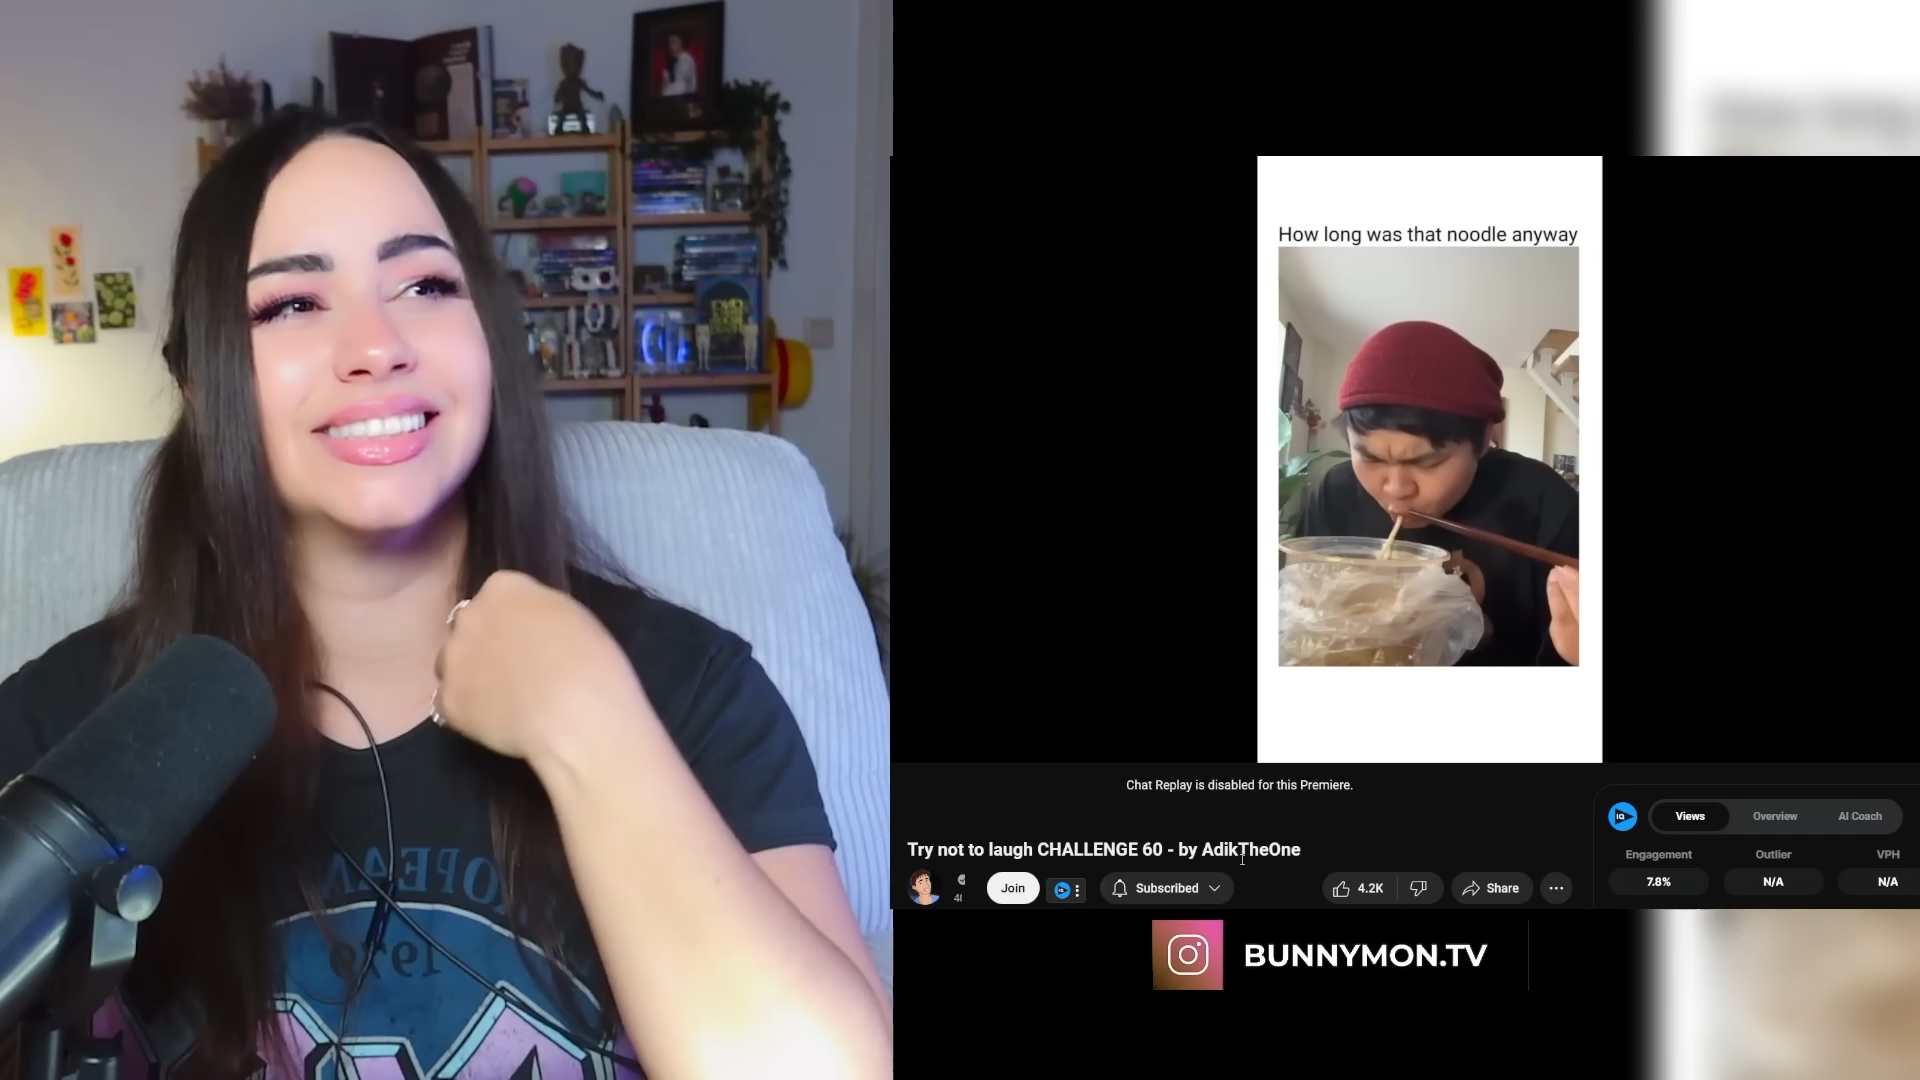 How long was that noodle anyway
Chat Replay is disabled for this Premiere.
Views
Overview
AI Coach
Try not to laugh CHALLENGE 60 - by AdikTheOne
Engagement
Outlier
VPH
7.8%
N/A
N/A
Join
Subscribed
4.2K
Share
BUNNYMON.TV
1979